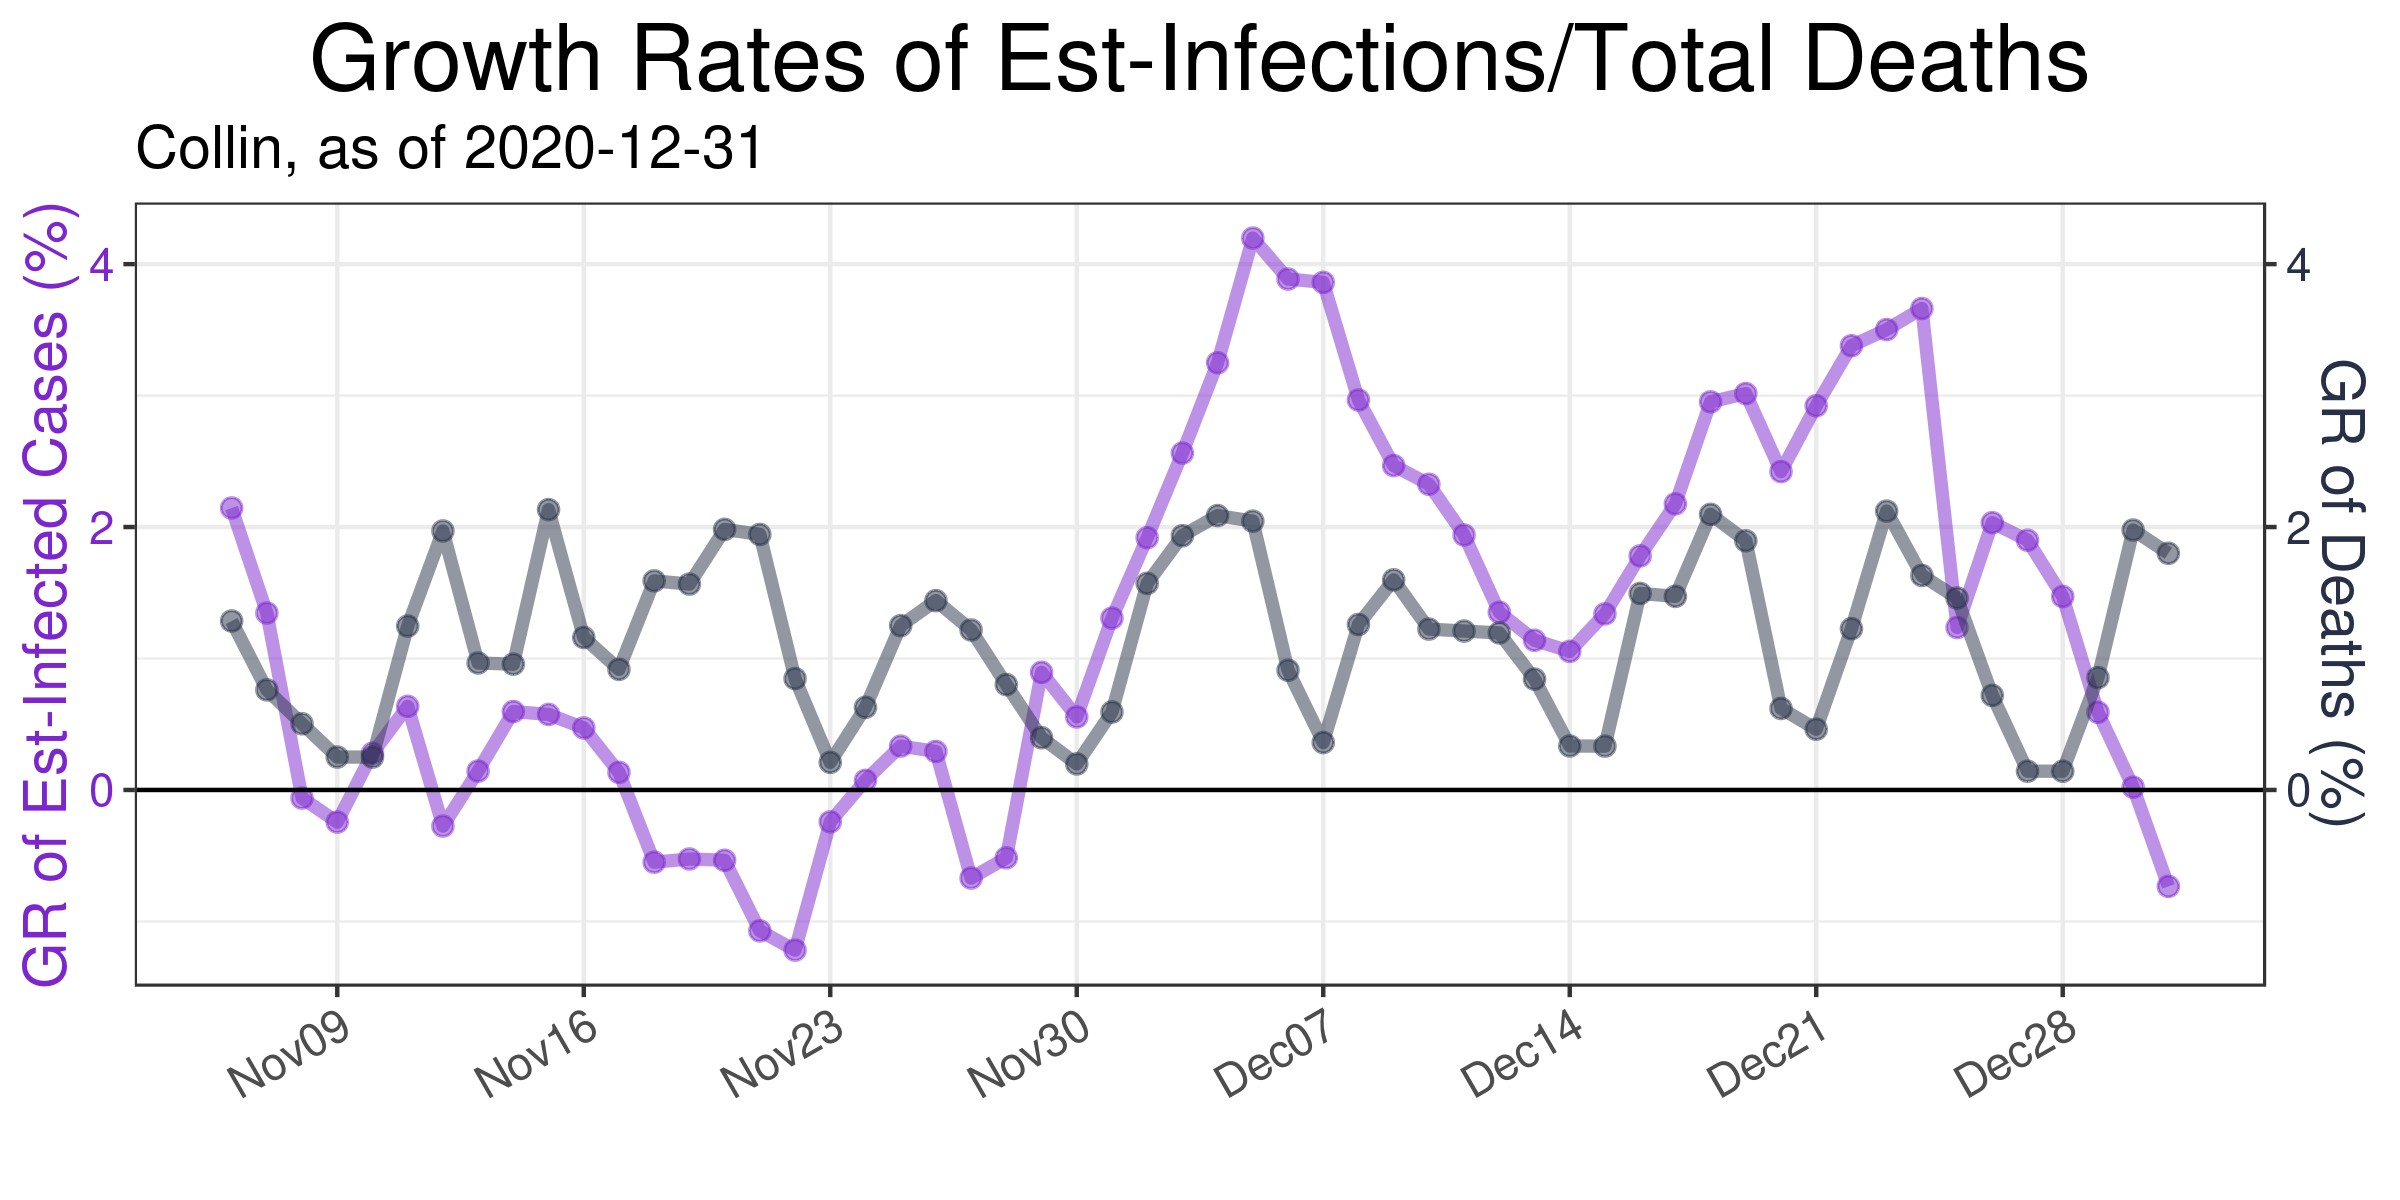 Growth Rates of Est-Infections/Total Deaths
Collin, as of 2020-12-31
GR of Est-Infected Cases (%)
4
2
0
4
2
0
GR of Deaths (%)
Nov09
Nov16
Nov23
Nov30
Dec07
Dec14
Dec21
Dec28